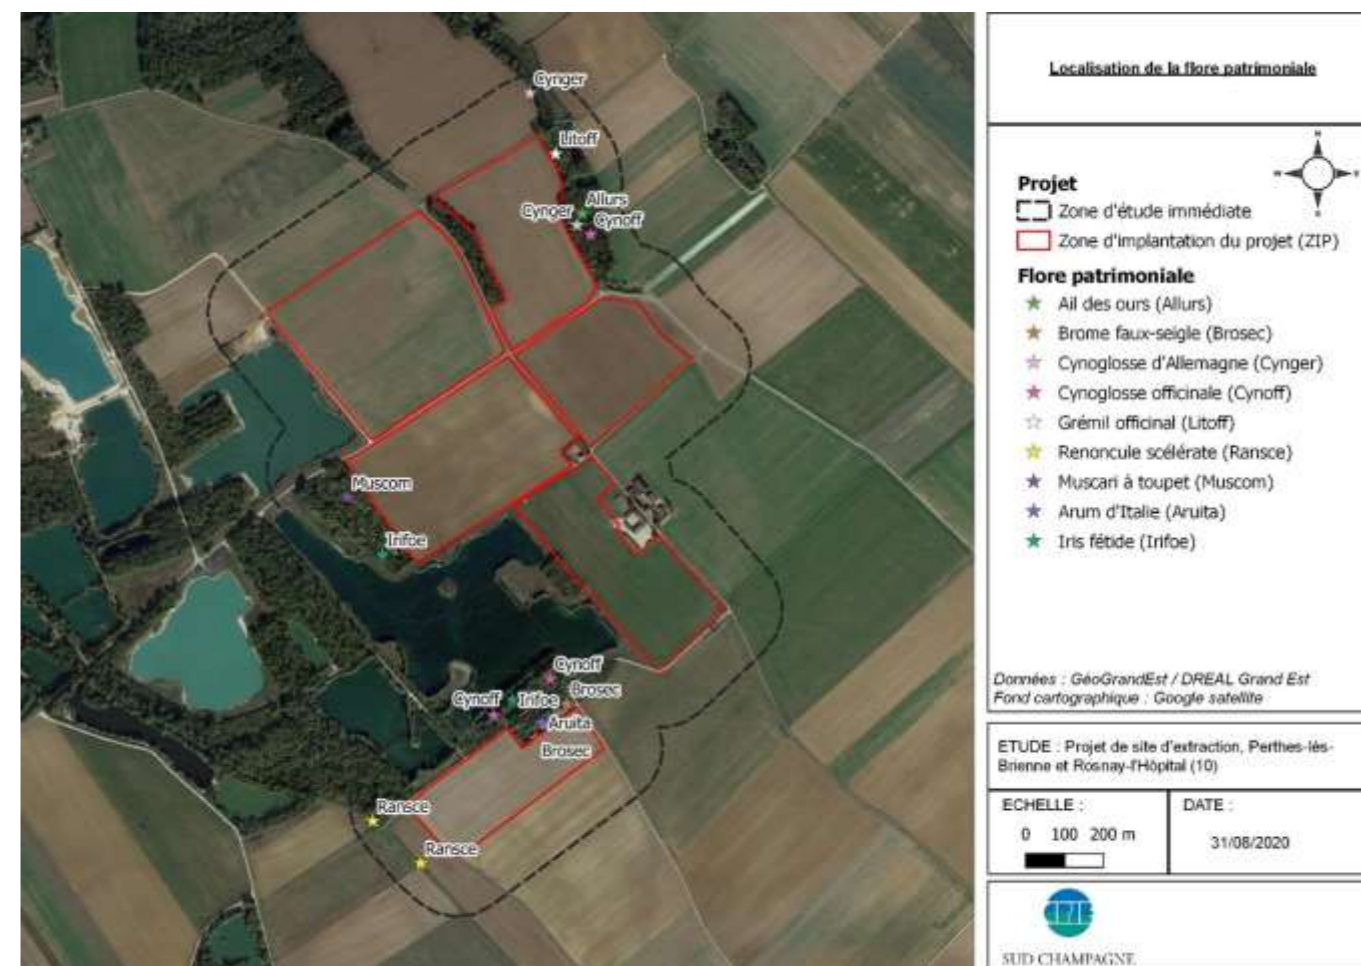 Cynger
Litoff
Allurs
Cynger
Cynoff
Muscom
Irifoe
Cynoff
Cynoff
Irifoe
Brosec
Aruita
Brosec
Ransce
Ransce
Localisation de la flore patrimoniale
N
Projet
Zone d'étude immédiate
S
Zone d'implantation du projet (ZIP)
Flore patrimoniale
Ail des ours (Allurs)
Brome faux-seigle (Brosec)
Cynoglosse d'Allemagne (Cynger)
Cynoglosse officinale (Cynoff)
Grémil officinal (Litoff)
Renoncule scélérate (Ransce)
Muscari à toupet (Muscom)
Arum d'Italie (Aruita)
Iris fétide (Irifoe)
Données : GéoGrandEst / DREAL Grand Est
Fond cartographique : Google satellite
ETUDE : Projet de site d'extraction, Perthes-lès-
Brienne et Rosnay-l'Hôpital (10)
ECHELLE :
0 100 200 m
DATE :
31/08/2020
CPIE
SUD CHAMPAGNE